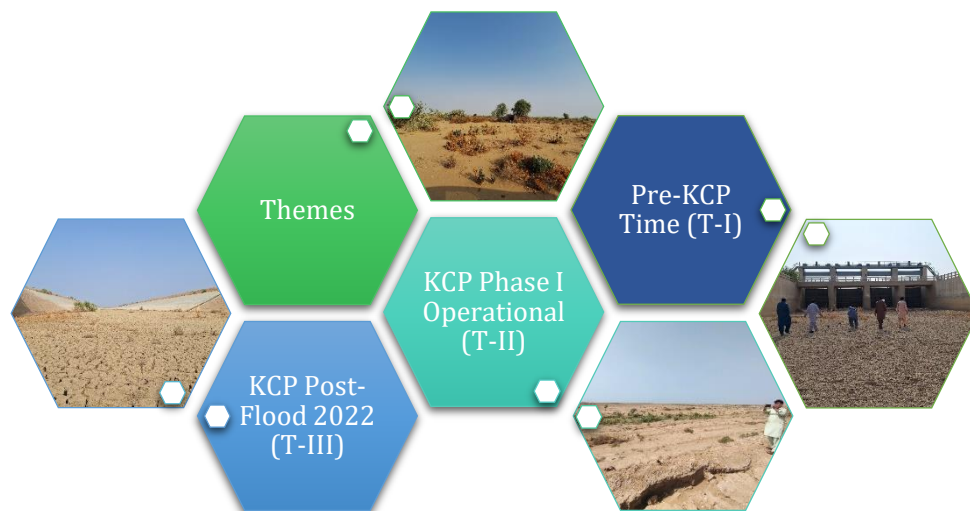 Themes
Pre-KCP
Time (T-I)
KCP Phase I
Operational
(T-II)
KCP Post-
Flood 2022
(T-III)